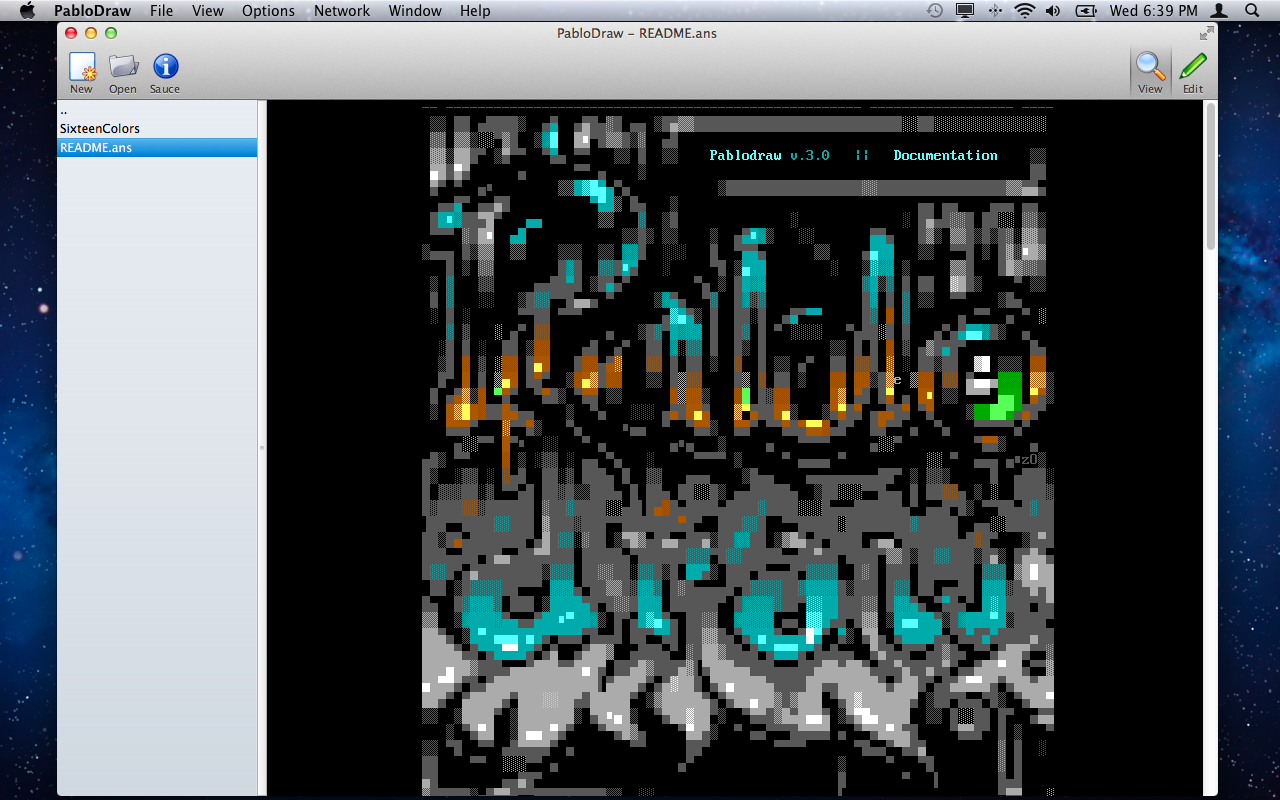 PabloDraw File View Options Network Window Help Wed 6:39 PM
PabloDraw – README.ans
New Open Sauce View Edit
..
SixteenColors
README.ans
Pablodraw v.3.0 || Documentation
e
z0